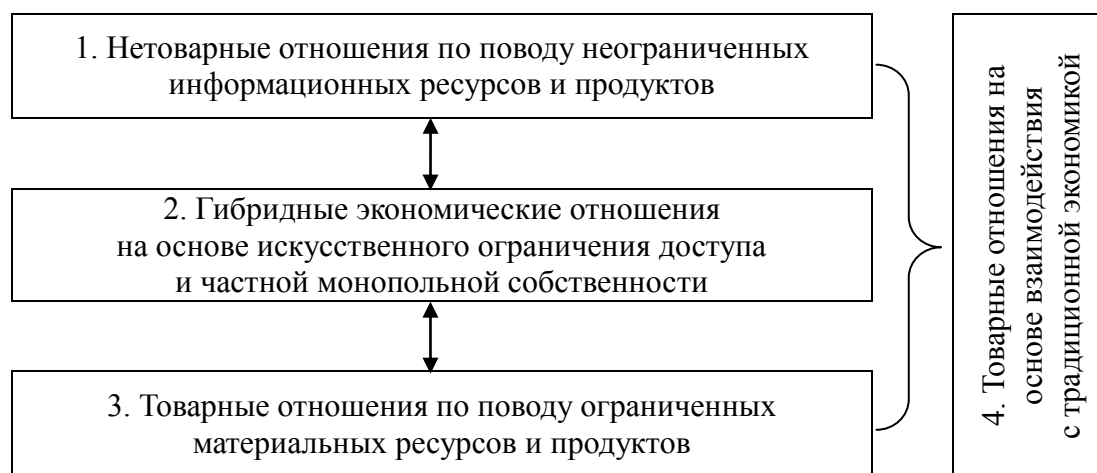 1. Нетоварные отношения по поводу неограниченных
информационных ресурсов и продуктов
2. Гибридные экономические отношения
на основе искусственного ограничения доступа
и частной монопольной собственности
3. Товарные отношения по поводу ограниченных
материальных ресурсов и продуктов
4. Товарные отношения на
основе взаимодействия
с традиционной экономикой